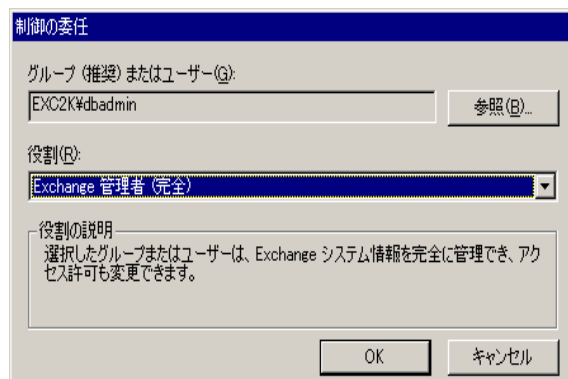 制御の委任
グループ (推奨) またはユーザー(G):
EXC2K¥dbadmin
参照(B)...
役割(R):
Exchange 管理者 (完全)
役割の説明
選択したグループまたはユーザーは、Exchange システム情報を完全に管理でき、アク
セス許可も変更できます。
OK
キャンセル